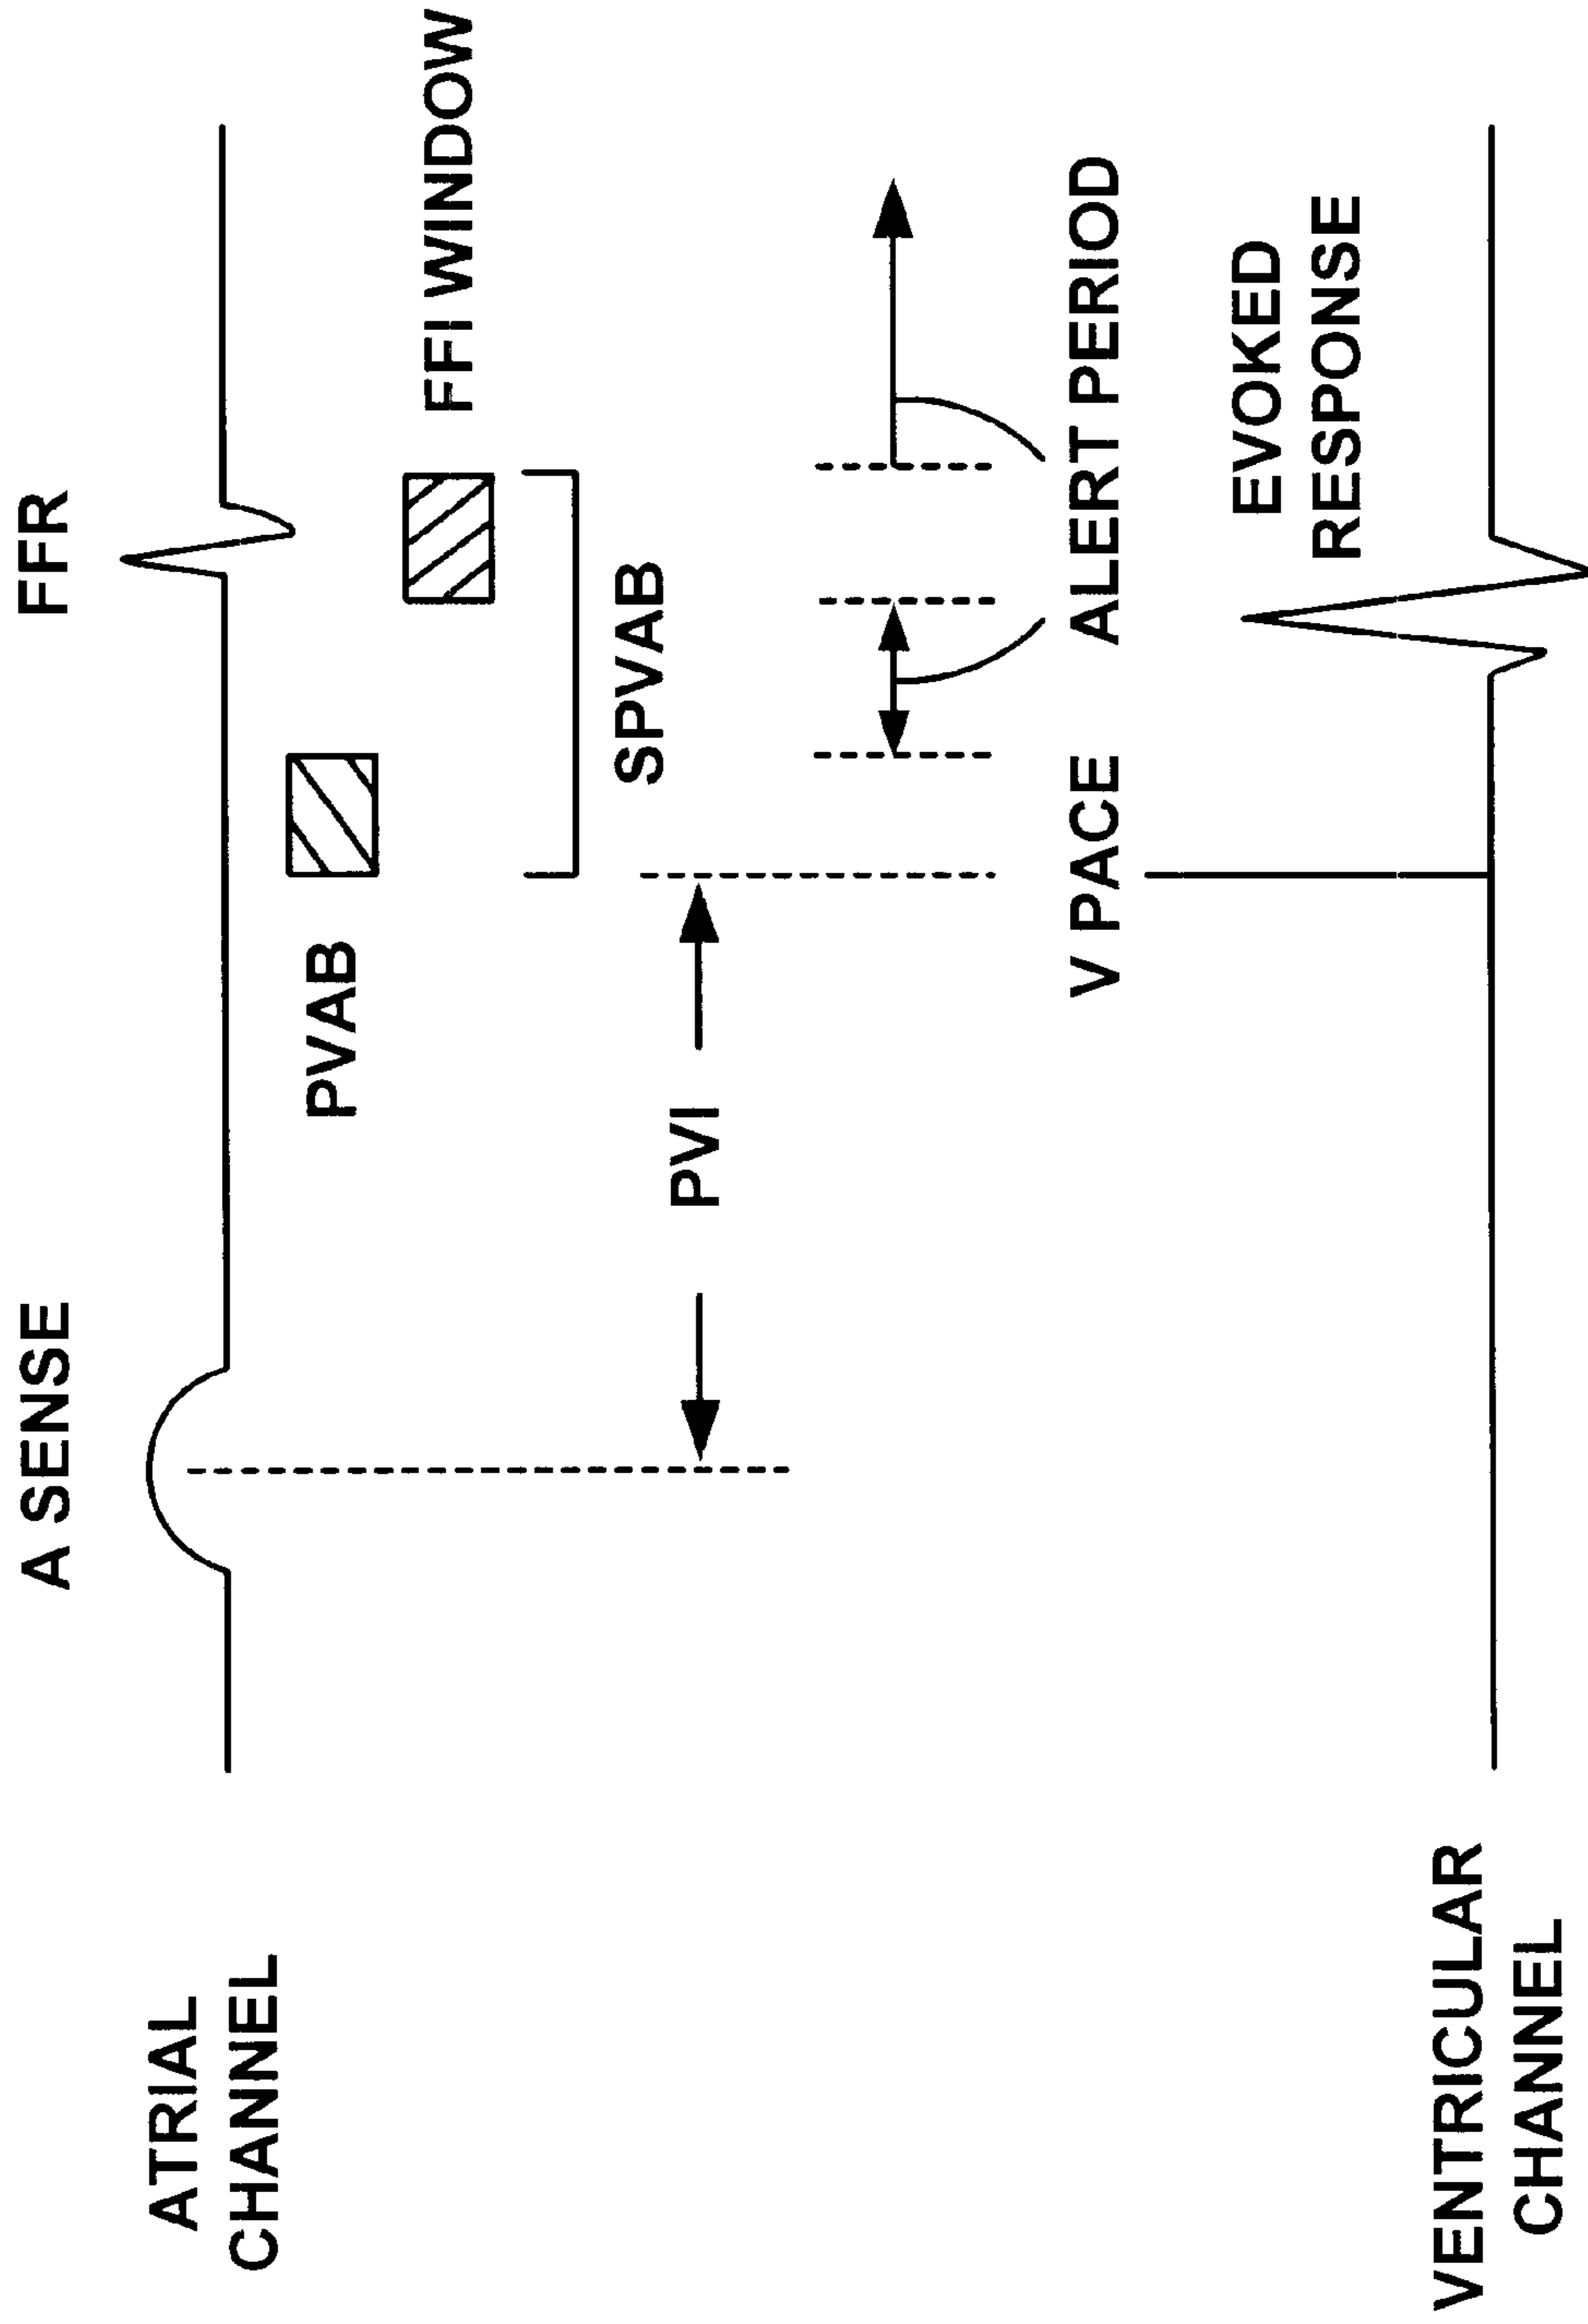 A SENSE
FFR
ATRIAL
CHANNEL
PVAB
FFI WINDOW
SPVAB
PVI
V PACE
ALERT PERIOD
EVOKED
RESPONSE
VENTRICULAR
CHANNEL